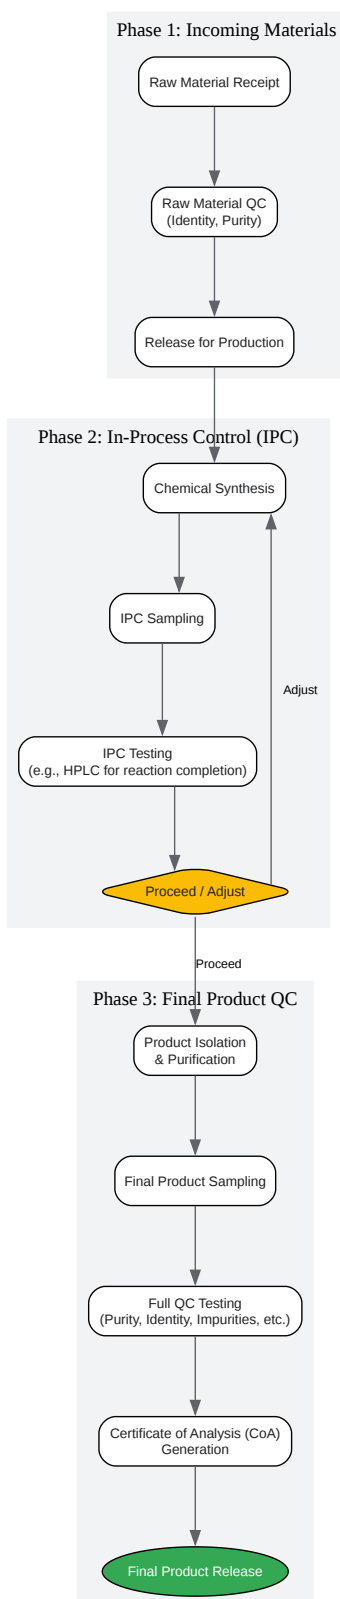 Phase 1: Incoming Materials
Raw Material Receipt
Raw Material QC
(Identity, Purity)
Release for Production
Phase 2: In-Process Control (IPC)
Chemical Synthesis
IPC Sampling
Adjust
IPC Testing
(e.g., HPLC for reaction completion)
Proceed / Adjust
Proceed
Phase 3: Final Product QC
Product Isolation
& Purification
Final Product Sampling
Full QC Testing
(Purity, Identity, Impurities, etc.)
Certificate of Analysis (CoA)
Generation
Final Product Release